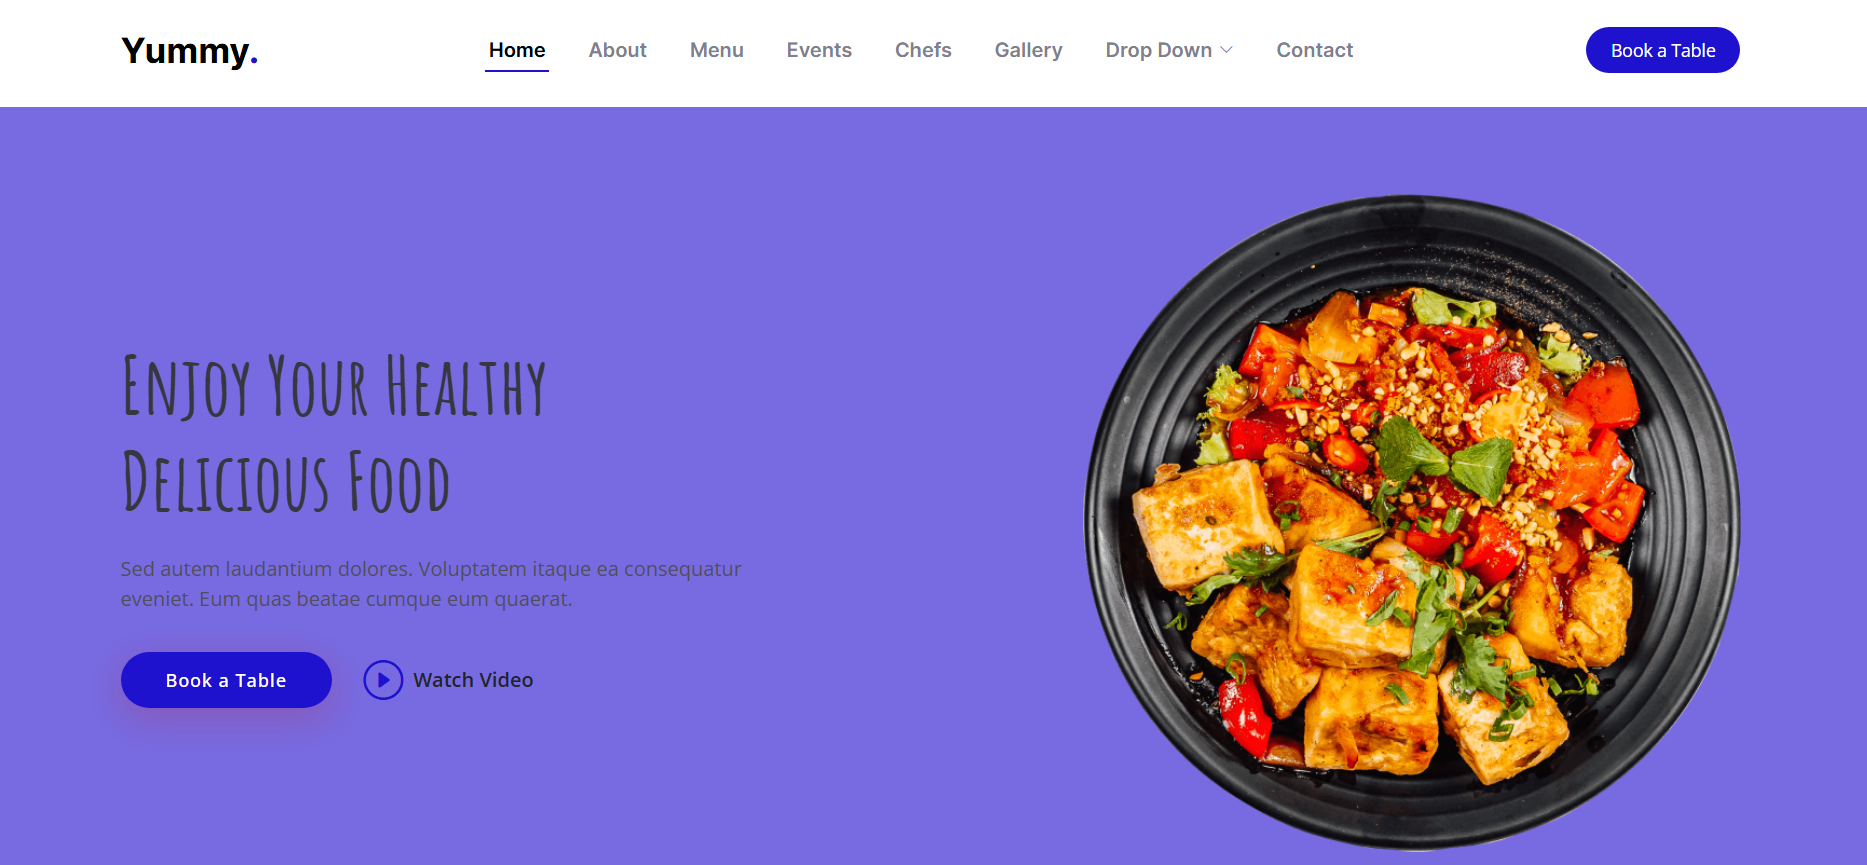 Yummy.
Home About Menu Events Chefs Gallery Drop Down Contact
Book a Table
Enjoy Your Healthy
Delicious Food
Sed autem laudantium dolores. Voluptatem itaque ea consequatur
eveniet. Eum quas beatae cumque eum quaerat.
Book a Table
Watch Video